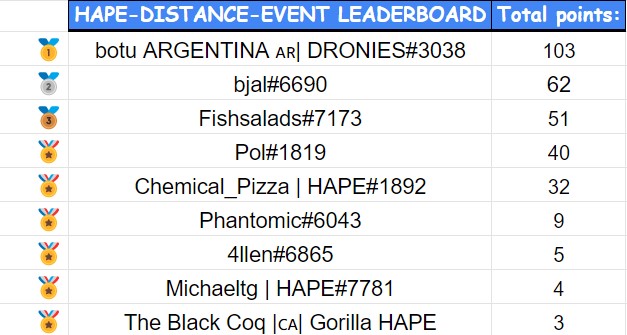 HAPE-DISTANCE-EVENT LEADERBOARD Total points:
1 botu ARGENTINA ᴀʀ| DRONIES#3038 103
2 bjal#6690 62
3 Fishsalads#7173 51
Pol#1819 40
Chemical_Pizza | HAPE#1892 32
Phantomic#6043 9
4llen#6865 5
Michaeltg | HAPE#7781 4
The Black Coq |ᴄᴀ| Gorilla HAPE 3